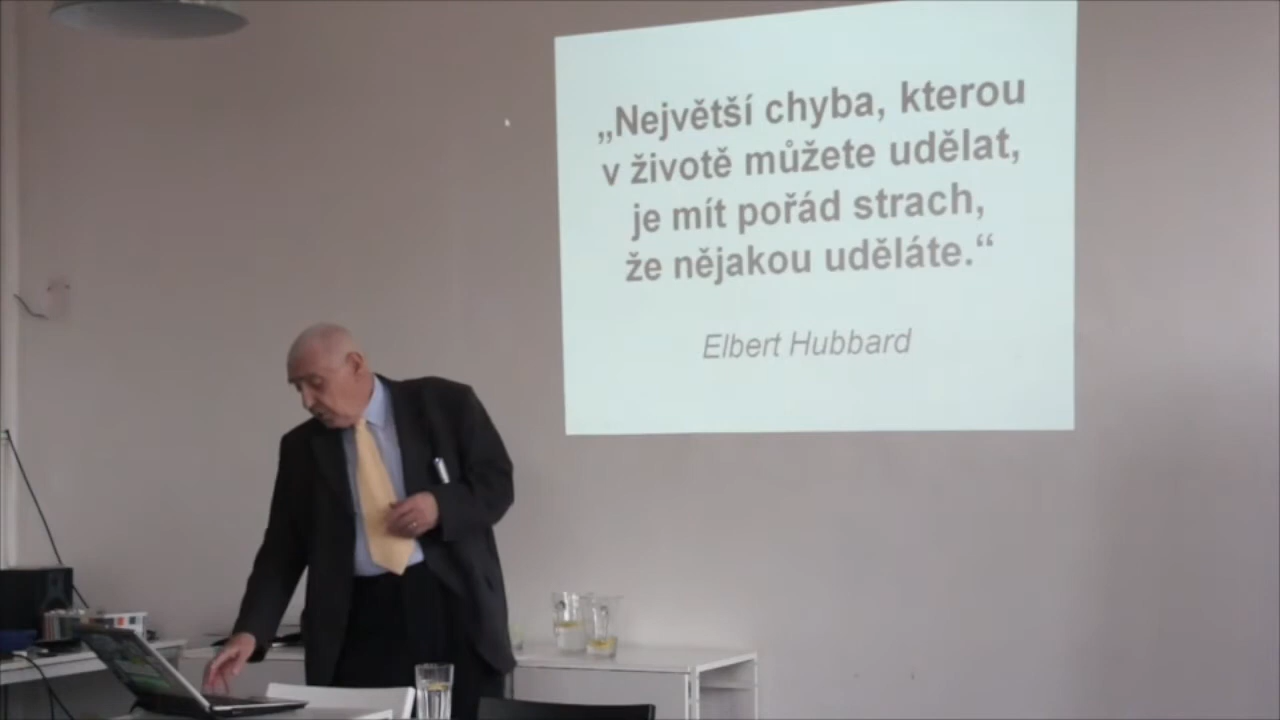 „Největší chyba, kterou
v životě můžete udělat,
je mít pořád strach,
že nějakou uděláte.“
Elbert Hubbard